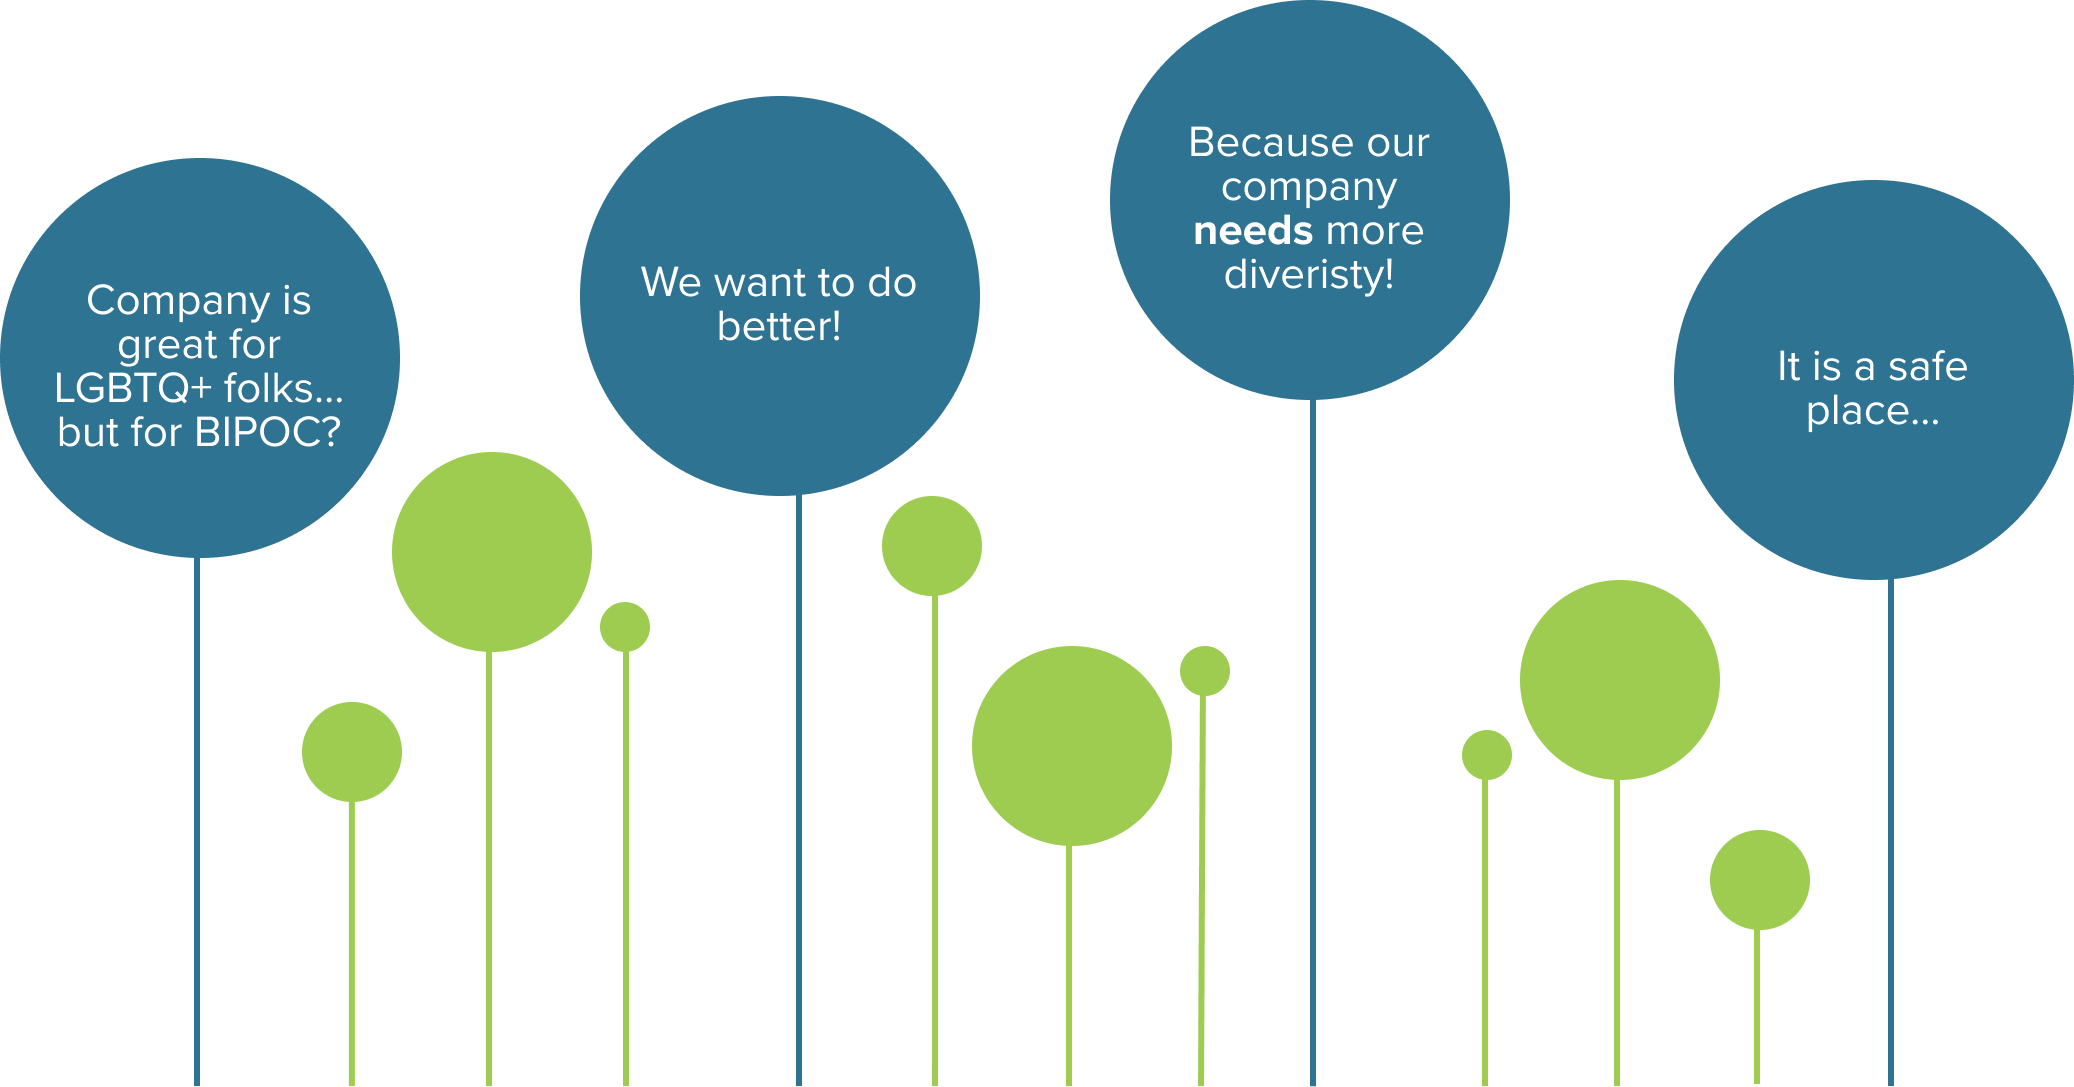 Company is
great for
LGBTQ+ folks...
but for BIPOC?
We want to do
better!
Because our
company
needs more
diveristy!
It is a safe
place...